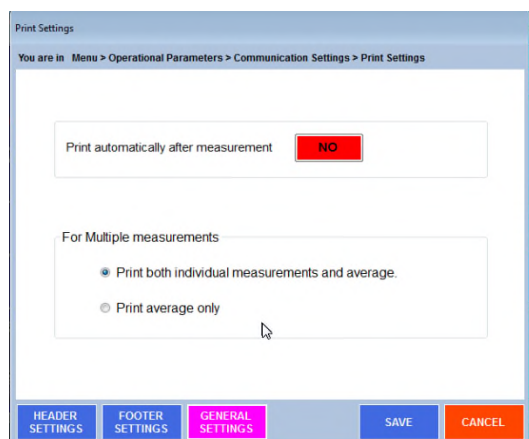 Print Settings
You are in Menu > Operational Parameters > Communication Settings > Print Settings
Print automatically after measurement NO
For Multiple measurements
Print both individual measurements and average.
Print average only
HEADER SETTINGS FOOTER SETTINGS GENERAL SETTINGS SAVE CANCEL